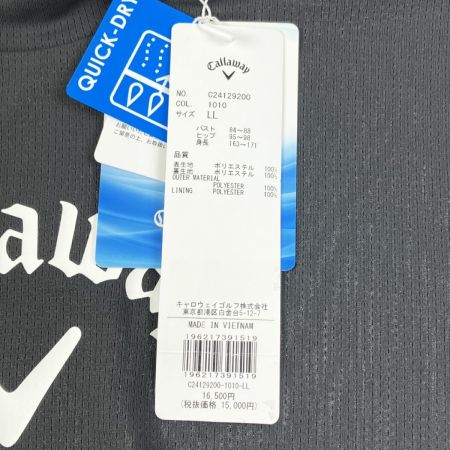 QUICK-DRY
Callaway
NO. C24129200
COL. 1010
サイズ LL
バスト 84〜88
ヒップ 95〜98
身長 163〜171
品質
表生地 ポリエステル 100%
裏生地 ポリエステル 100%
OUTER MATERIAL
POLYESTER 100%
LINING POLYESTER 100%
キャロウェイゴルフ株式会社
東京都港区白金台5-12-7
MADE IN VIETNAM
196217391519
196217391519
C24129200-1010-LL
16,500円
(税抜価格 15,000円)